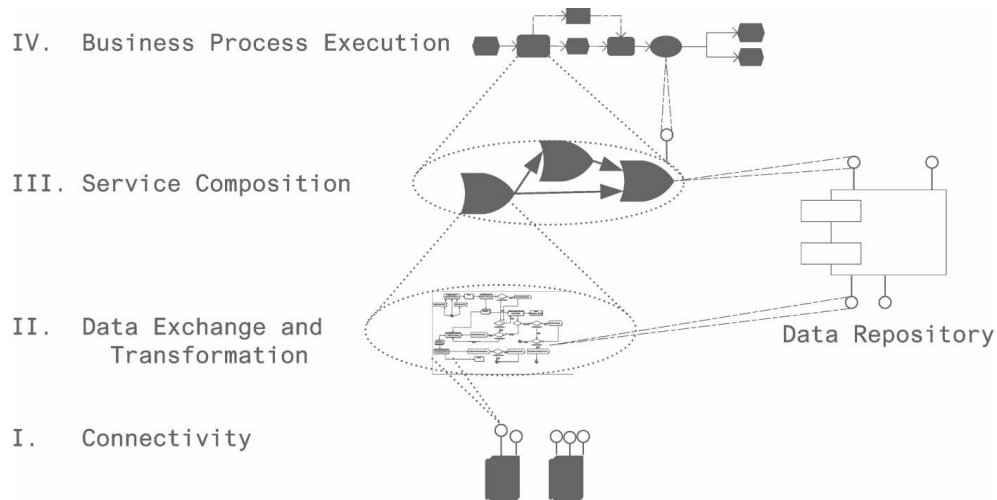 IV. Business Process Execution
III. Service Composition
II. Data Exchange and
Transformation
Data Repository
I. Connectivity